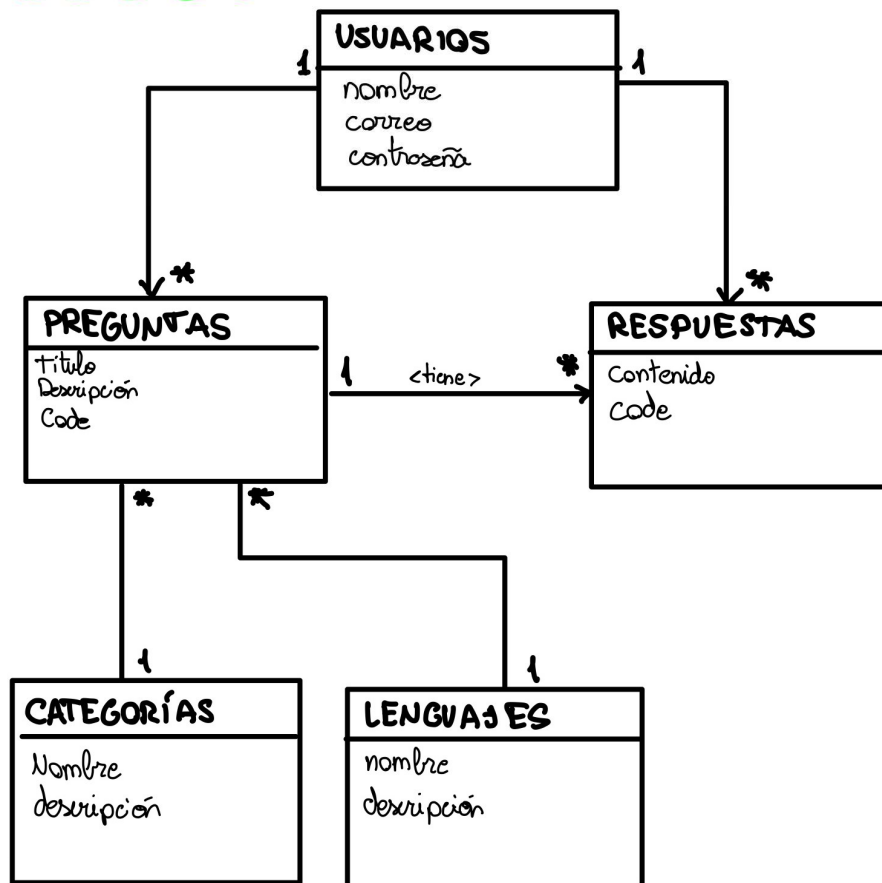 USUARIOS
1
1
nombre
correo
contraseña
*
*
PREGUNTAS
Título
Descripción
Code
1
<tiene>
*
RESPUESTAS
Contenido
Code
*
*
1
1
CATEGORÍAS
Nombre
descripción
LENGUAJES
nombre
descripción